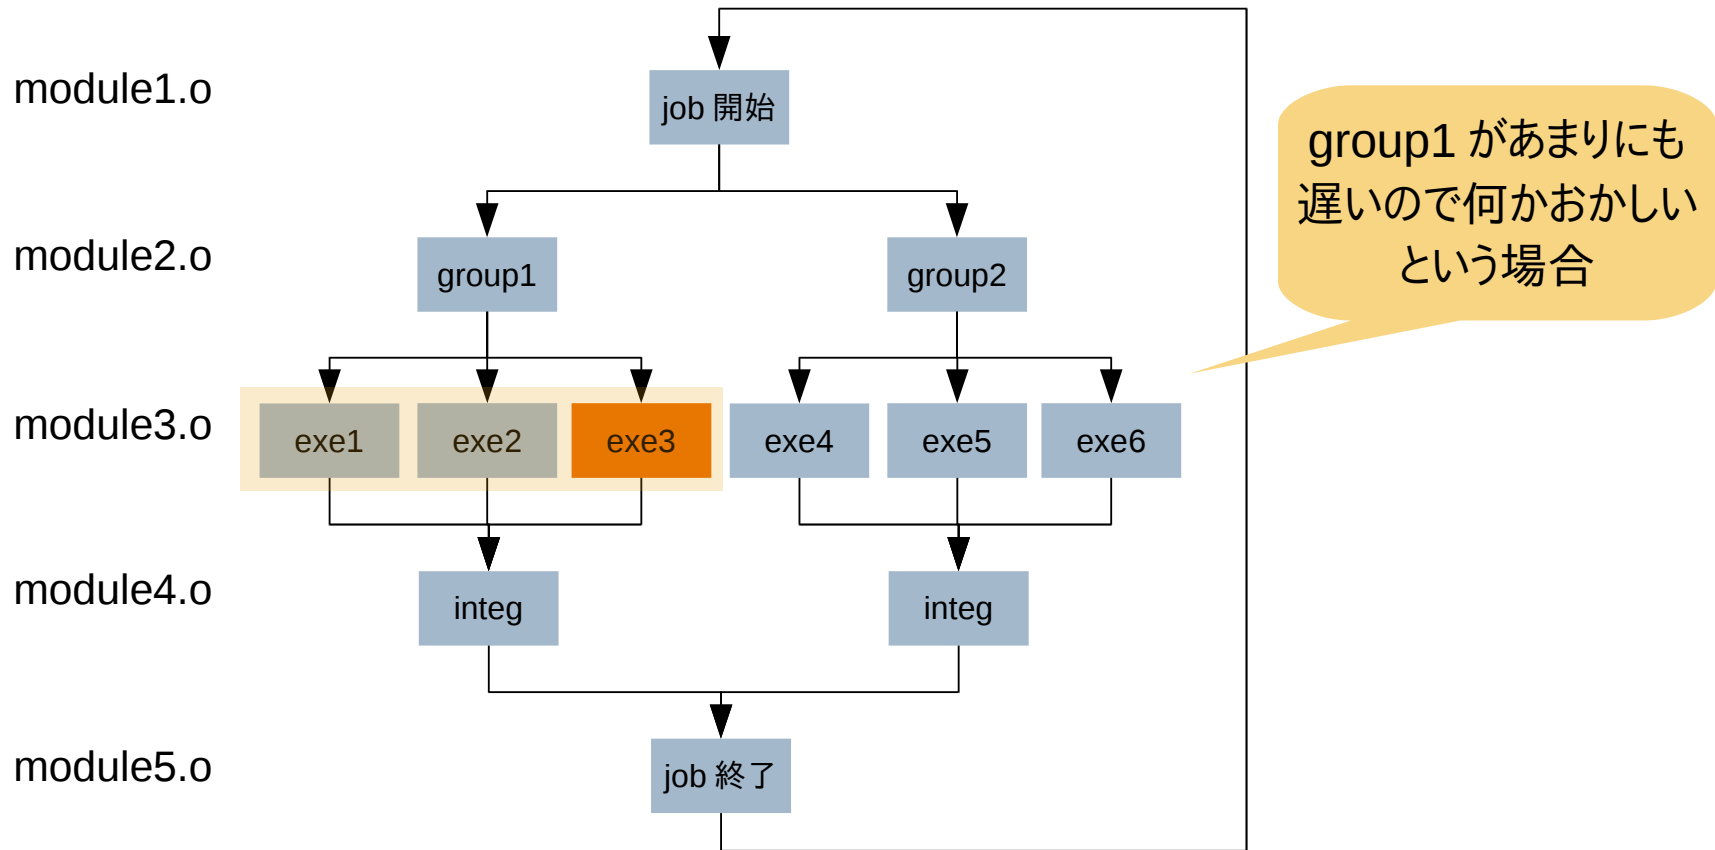 module1.o
job 開始
group1 があまりにも
遅いので何かおかしい
という場合
module2.o
group1
group2
module3.o
exe1
exe2
exe3
exe4
exe5
exe6
module4.o
integ
integ
module5.o
job 終了